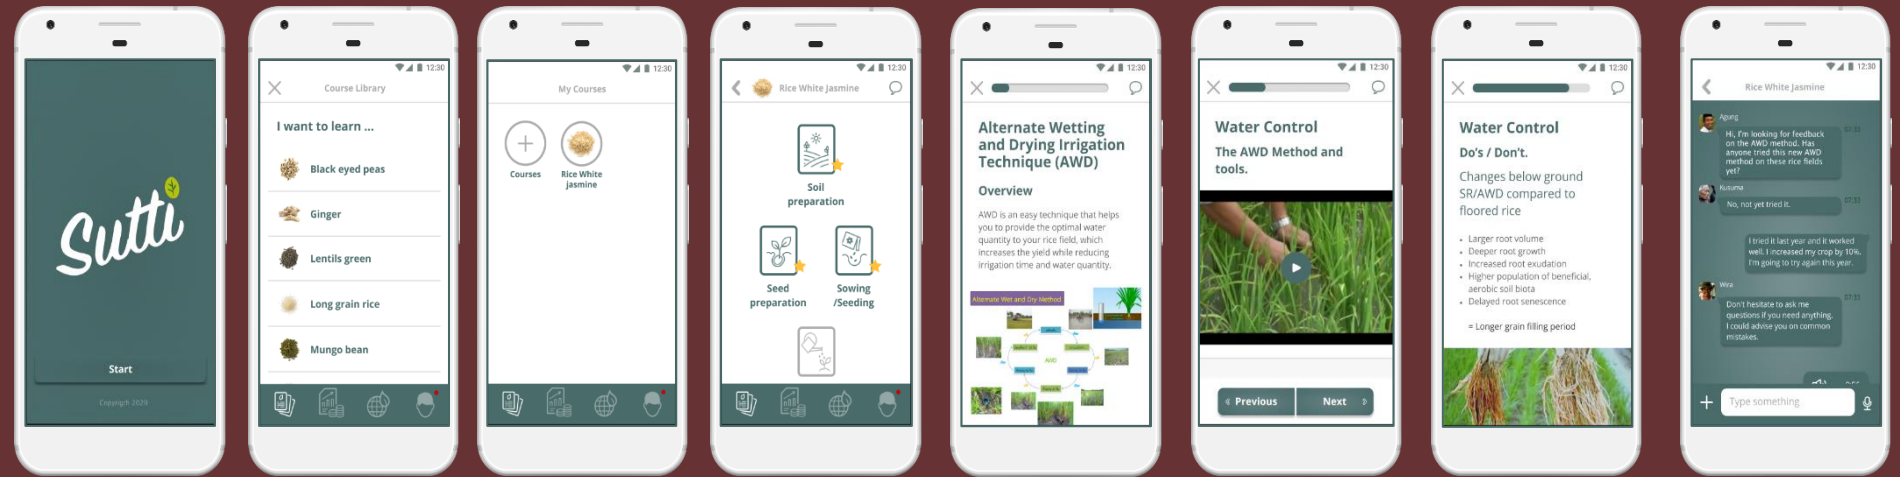 Sutti
Start
Copyright 2020
12:30
Course Library
I want to learn ...
Black eyed peas
Ginger
Lentils green
Long grain rice
Mungo bean
12:30
My Courses
Courses
Rice White
jasmine
12:30
Rice White Jasmine
Soil
preparation
Seed
preparation
Sowing
/Seeding
12:30
Alternate Wetting
and Drying Irrigation
Technique (AWD)
Overview
AWD is an easy technique that helps
you to provide the optimal water
quantity to your rice field, which
increases the yield while reducing
irrigation time and water quantity.
Alternate Wet and Dry Method
AWD
12:30
Water Control
The AWD Method and
tools.
Previous
Next
12:30
Water Control
Do's / Don't.
Changes below ground
SR/AWD compared to
floored rice
• Larger root volume
• Deeper root growth
• Increased root exudation
• Higher population of beneficial,
aerobic soil biota
• Delayed root senescence
= Longer grain filling period
12:30
Rice White Jasmine
Agung
Hi, I'm looking for feedback
on the AWD method. Has
anyone tried this new AWD
method on these rice fields
yet?
07:33
Kusuma
No, not yet tried it.
07:33
I tried it last year and it worked
well. I increased my crop by 10%.
I'm going to try again this year.
Wira
Don't hesitate to ask me
questions if you need anything.
I could advise you on common
mistakes.
07:33
Type something